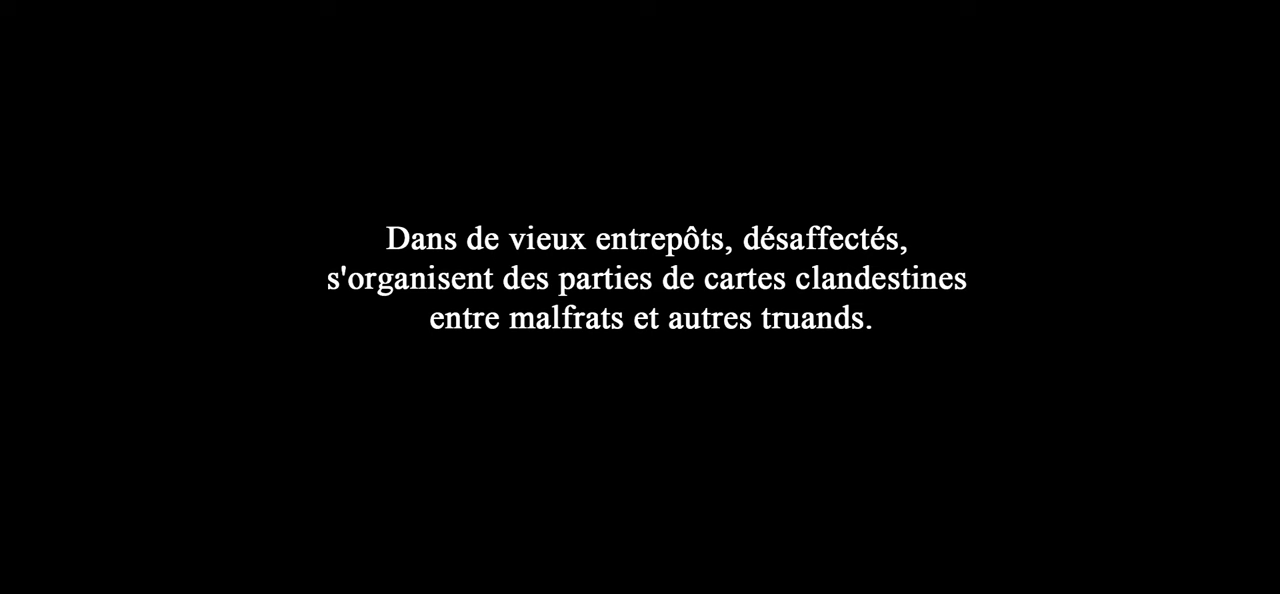 Dans de vieux entrepôts, désaffectés,
s'organisent des parties de cartes clandestines
entre malfrats et autres truands.